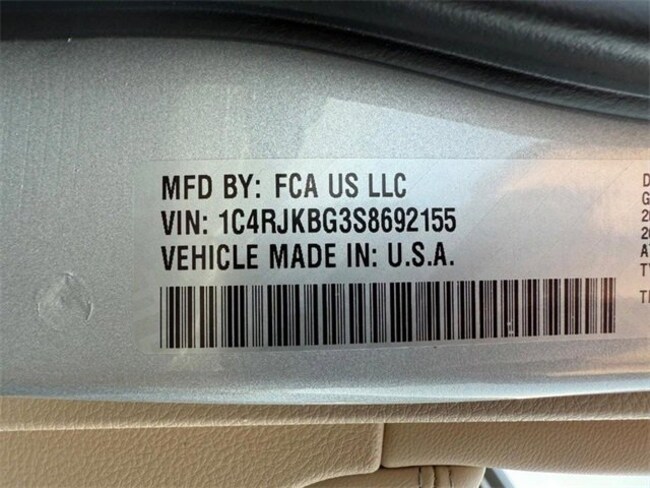 MFD BY: FCA US LLC
VIN: 1C4RJKBG3S8692155
VEHICLE MADE IN: U.S.A.